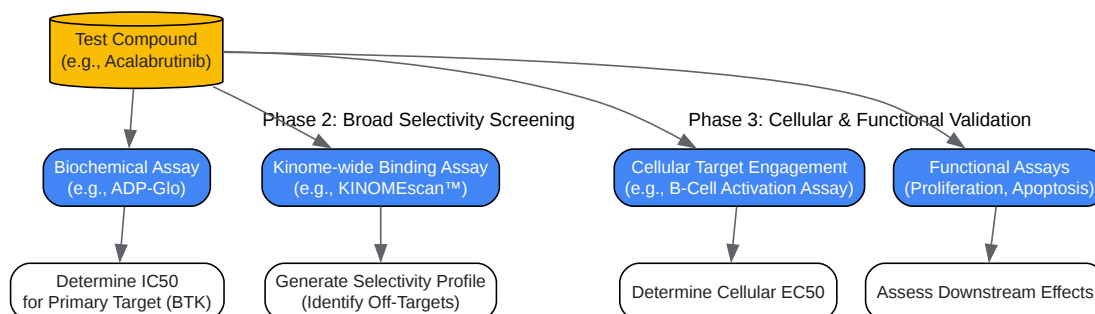 Test Compound
(e.g., Acalabrutinib)
Phase 2: Broad Selectivity Screening
Phase 3: Cellular & Functional Validation
Biochemical Assay
(e.g., ADP-Glo)
Kinome-wide Binding Assay
(e.g., KINOMEscan™)
Cellular Target Engagement
(e.g., B-Cell Activation Assay)
Functional Assays
(Proliferation, Apoptosis)
Determine IC50
for Primary Target (BTK)
Generate Selectivity Profile
(Identify Off-Targets)
Determine Cellular EC50
Assess Downstream Effects